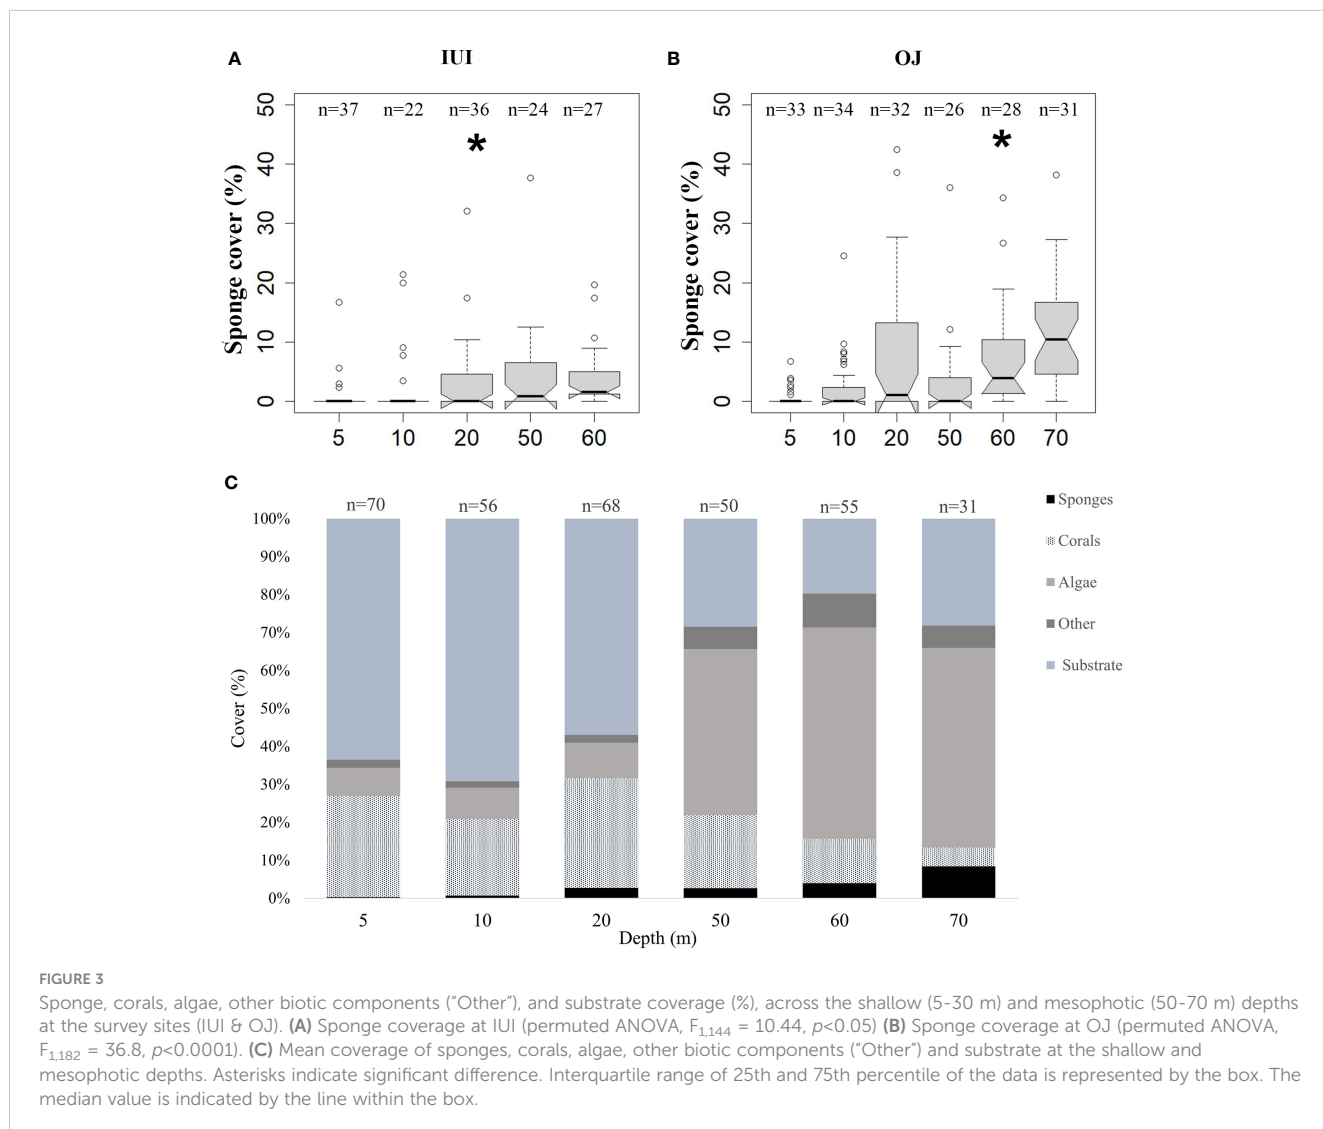 A
IUI
n=37 n=22 n=36 n=24 n=27
*
50
40
30
20
10
0
Sponge cover (%)
5 10 20 50 60
B
OJ
n=33 n=34 n=32 n=26 n=28 n=31
*
50
40
30
20
10
0
Sponge cover (%)
5 10 20 50 60 70
C
n=70 n=56 n=68 n=50 n=55 n=31
100%
90%
80%
70%
60%
50%
40%
30%
20%
10%
0%
Cover (%)
5 10 20 50 60 70
Depth (m)
Sponges
Corals
Algae
Other
Substrate
FIGURE 3
Sponge, corals, algae, other biotic components (“Other”), and substrate coverage (%), across the shallow (5-30 m) and mesophotic (50-70 m) depths
at the survey sites (IUI & OJ). (A) Sponge coverage at IUI (permuted ANOVA, F1,144 = 10.44, p<0.05) (B) Sponge coverage at OJ (permuted ANOVA,
F1,182 = 36.8, p<0.0001). (C) Mean coverage of sponges, corals, algae, other biotic components (“Other”) and substrate at the shallow and
mesophotic depths. Asterisks indicate significant difference. Interquartile range of 25th and 75th percentile of the data is represented by the box. The
median value is indicated by the line within the box.